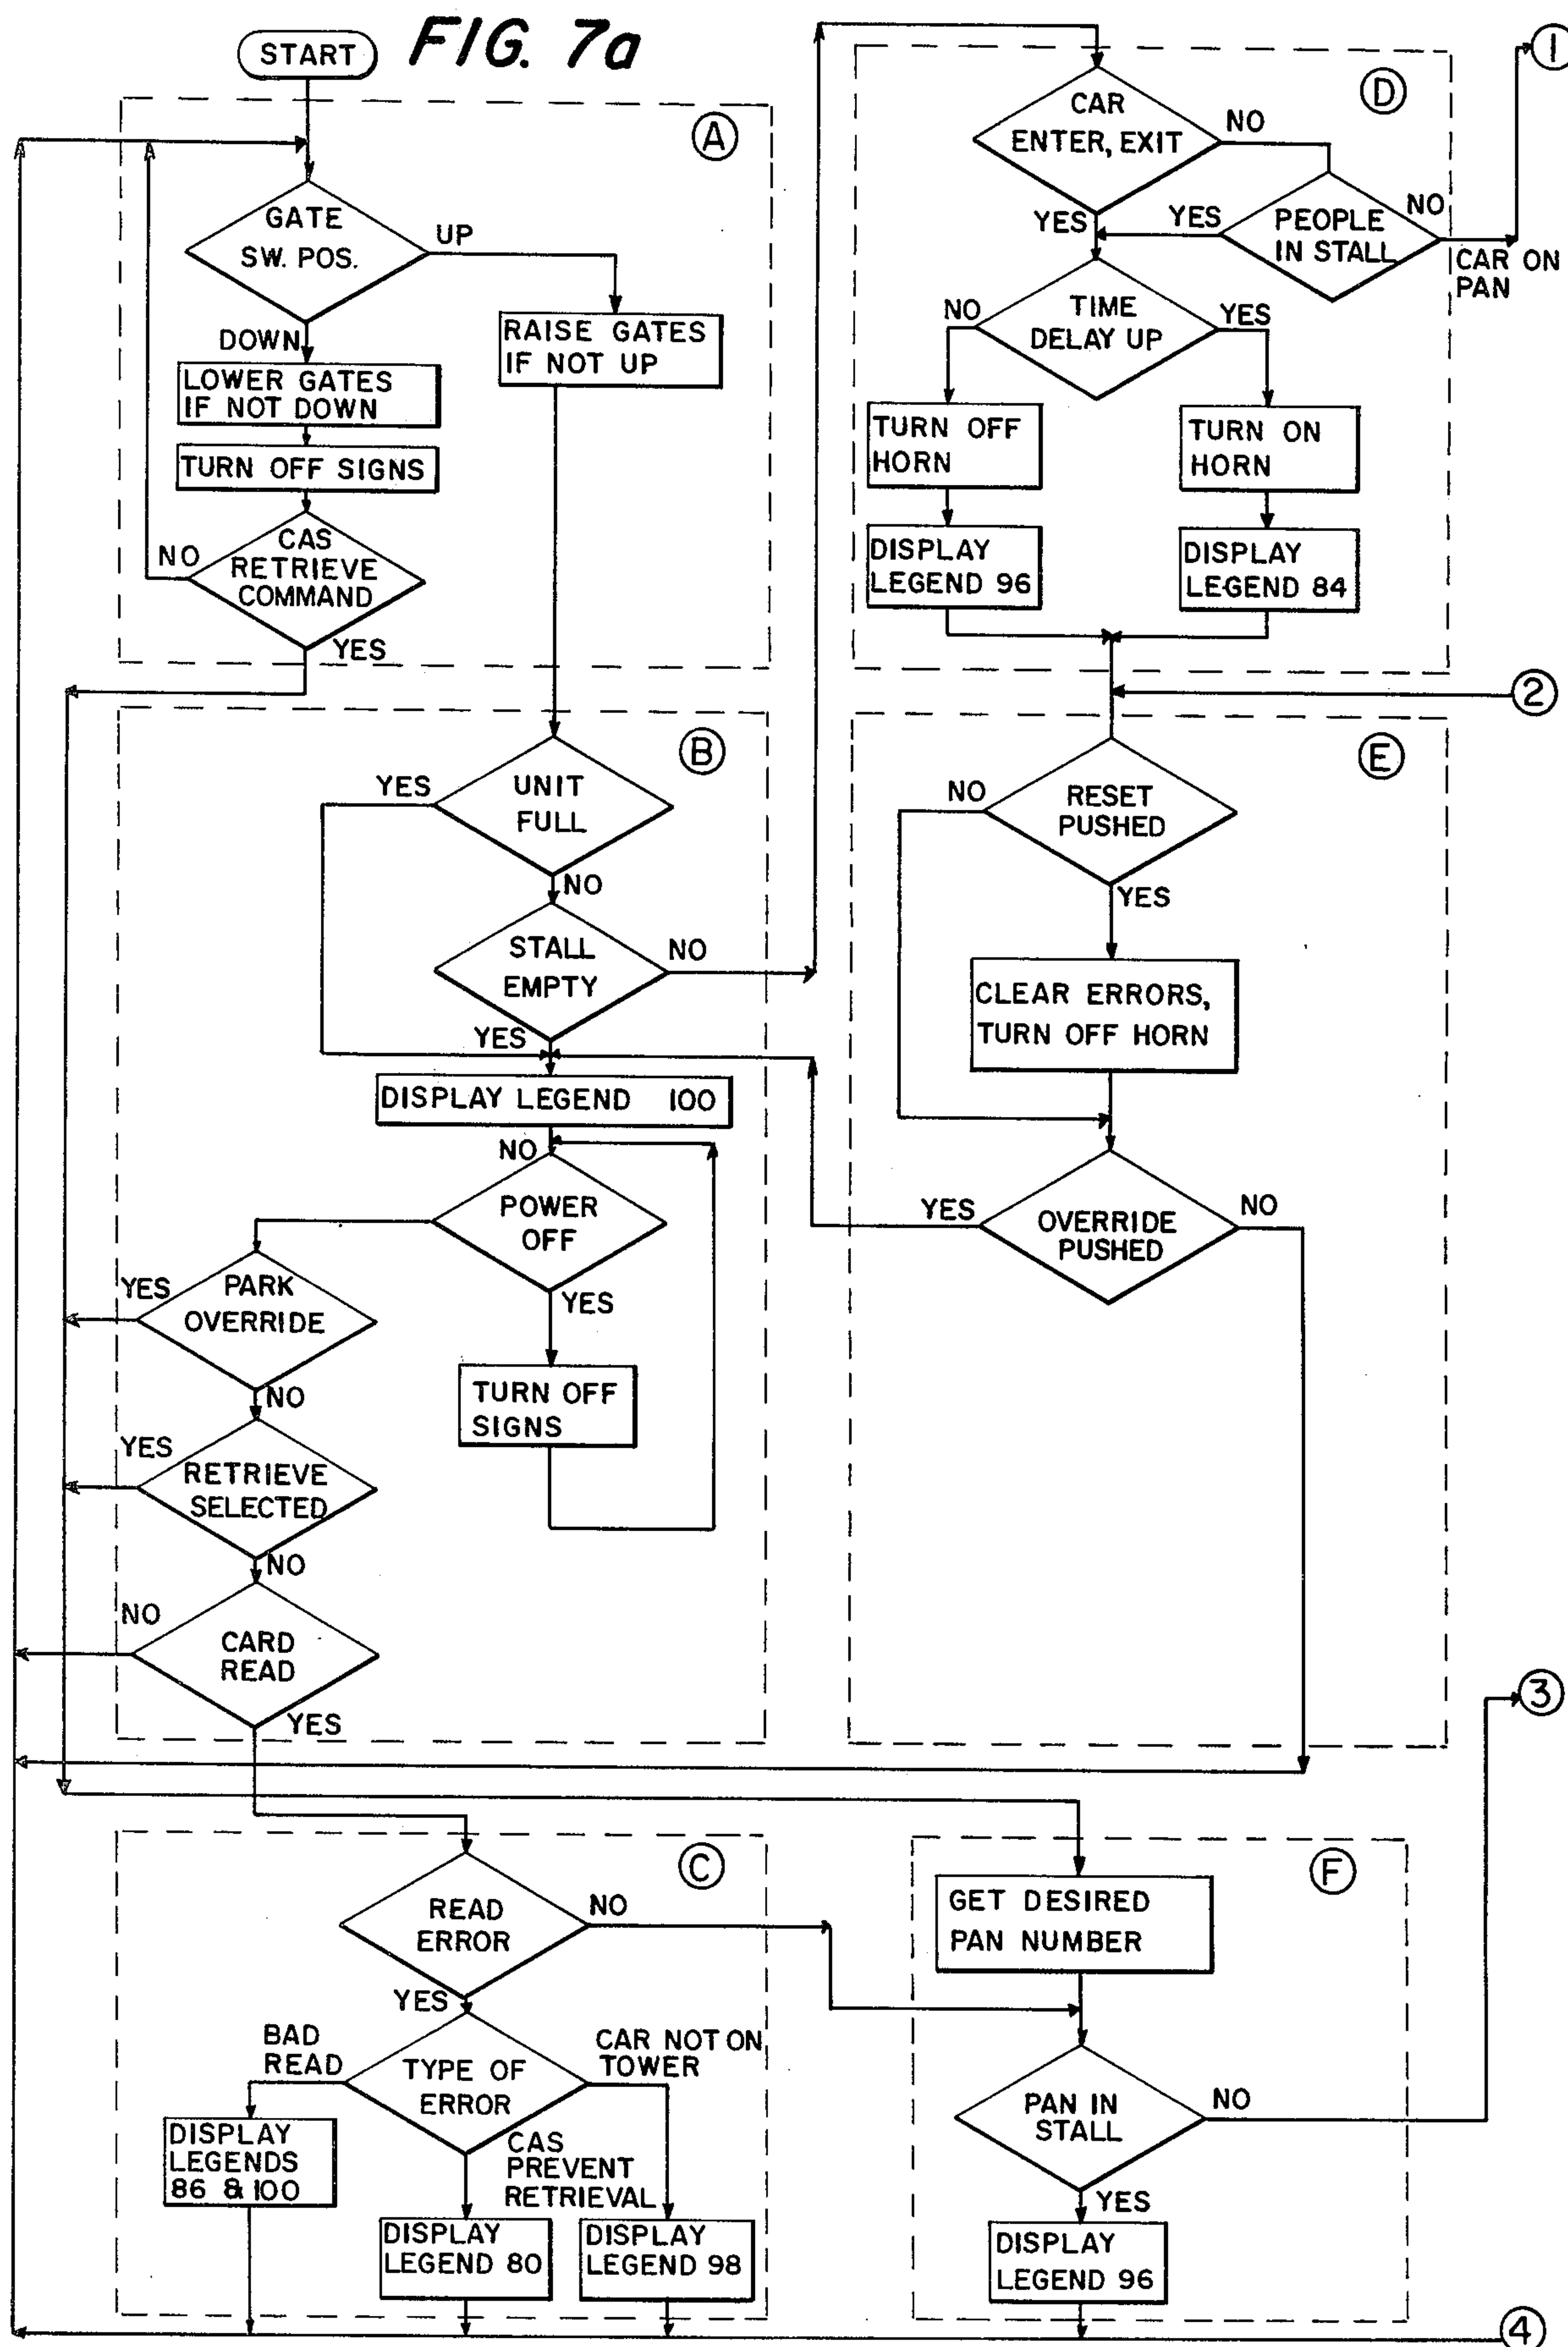 FIG. 7a
START
A
GATE
SW. POS.
UP
DOWN
RAISE GATES
IF NOT UP
LOWER GATES
IF NOT DOWN
TURN OFF SIGNS
CAS
RETRIEVE
COMMAND
NO
YES
B
UNIT
FULL
YES
NO
STALL
EMPTY
NO
YES
DISPLAY LEGEND 100
NO
POWER
OFF
YES
TURN OFF
SIGNS
PARK
OVERRIDE
YES
NO
RETRIEVE
SELECTED
YES
NO
CARD
READ
NO
YES
C
READ
ERROR
NO
YES
TYPE OF
ERROR
BAD
READ
CAR NOT ON
TOWER
CAS
PREVENT
RETRIEVAL
DISPLAY
LEGENDS
86 & 100
DISPLAY
LEGEND 80
DISPLAY
LEGEND 98
D
1
CAR
ENTER, EXIT
NO
YES
PEOPLE
IN STALL
YES
NO
CAR ON
PAN
TIME
DELAY UP
NO
YES
TURN OFF
HORN
TURN ON
HORN
DISPLAY
LEGEND 96
DISPLAY
LEGEND 84
2
E
RESET
PUSHED
NO
YES
CLEAR ERRORS,
TURN OFF HORN
OVERRIDE
PUSHED
YES
NO
3
F
GET DESIRED
PAN NUMBER
PAN IN
STALL
NO
YES
DISPLAY
LEGEND 96
4